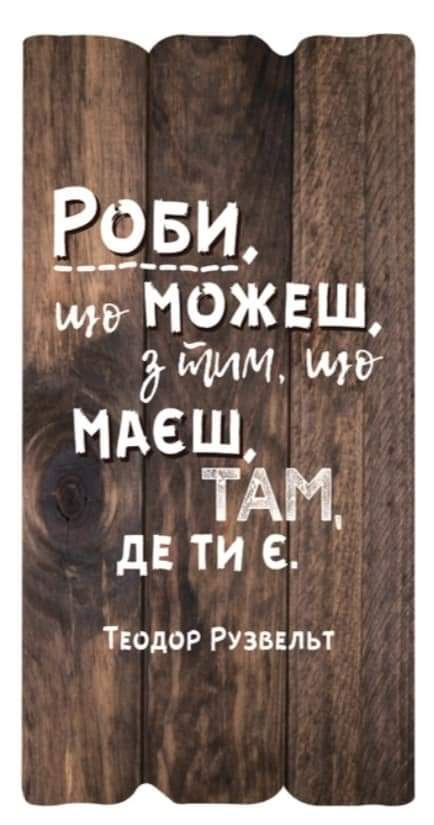 Роби,
що можеш,
з тим, що
маєш,
там,
де ти є.
Теодор Рузвельт